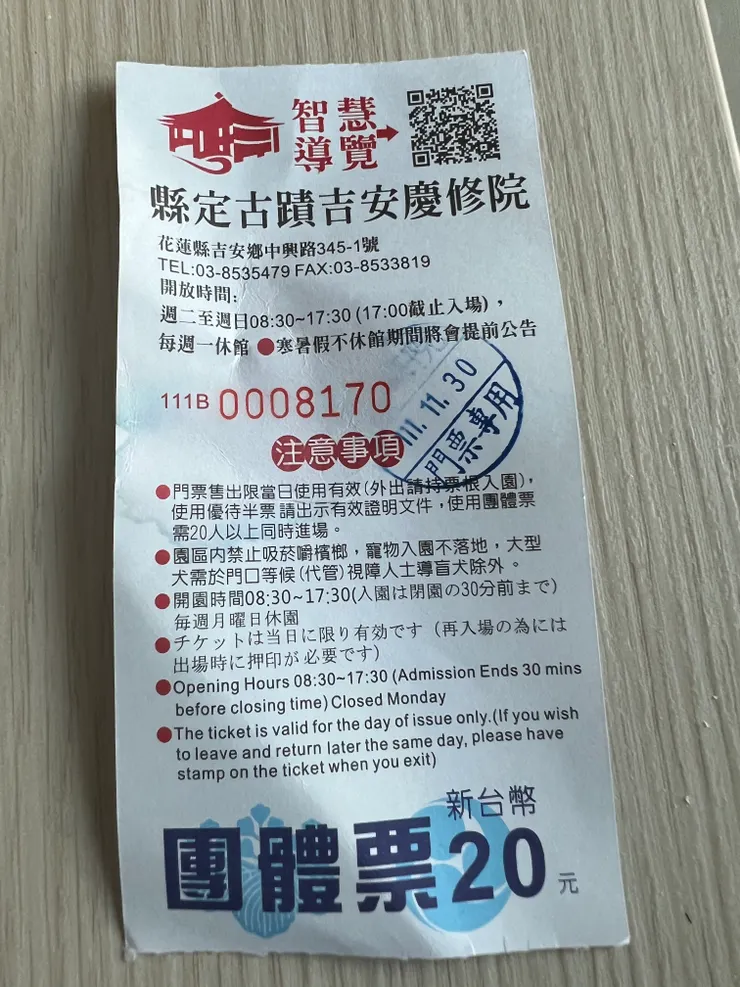 智慧
導覽
縣定古蹟吉安慶修院
花蓮縣吉安鄉中興路345-1號
TEL:03-8535479 FAX:03-8533819
開放時間:
週二至週日08:30~17:30 (17:00截止入場)，
每週一休館 ●寒暑假不休館期間將會提前公告
111B 0008170
111.11.30
門票專用
注意事項
●門票售出限當日使用有效(外出請持票根入園)，
使用優待半票請出示有效證明文件，使用團體票
需20人以上同時進場。
●園區內禁止吸菸嚼檳榔，寵物入園不落地，大型
犬需於門口等候(代管)視障人士導盲犬除外。
●開園時間08:30~17:30(入園は閉園の30分前まで)
毎週月曜日休園
●チケットは当日に限り有効です（再入場の為には
出場時に押印が必要です)
●Opening Hours 08:30~17:30 (Admission Ends 30 mins
before closing time) Closed Monday
●The ticket is valid for the day of issue only.(If you wish
to leave and return later the same day, please have
stamp on the ticket when you exit)
新台幣
團體票20元